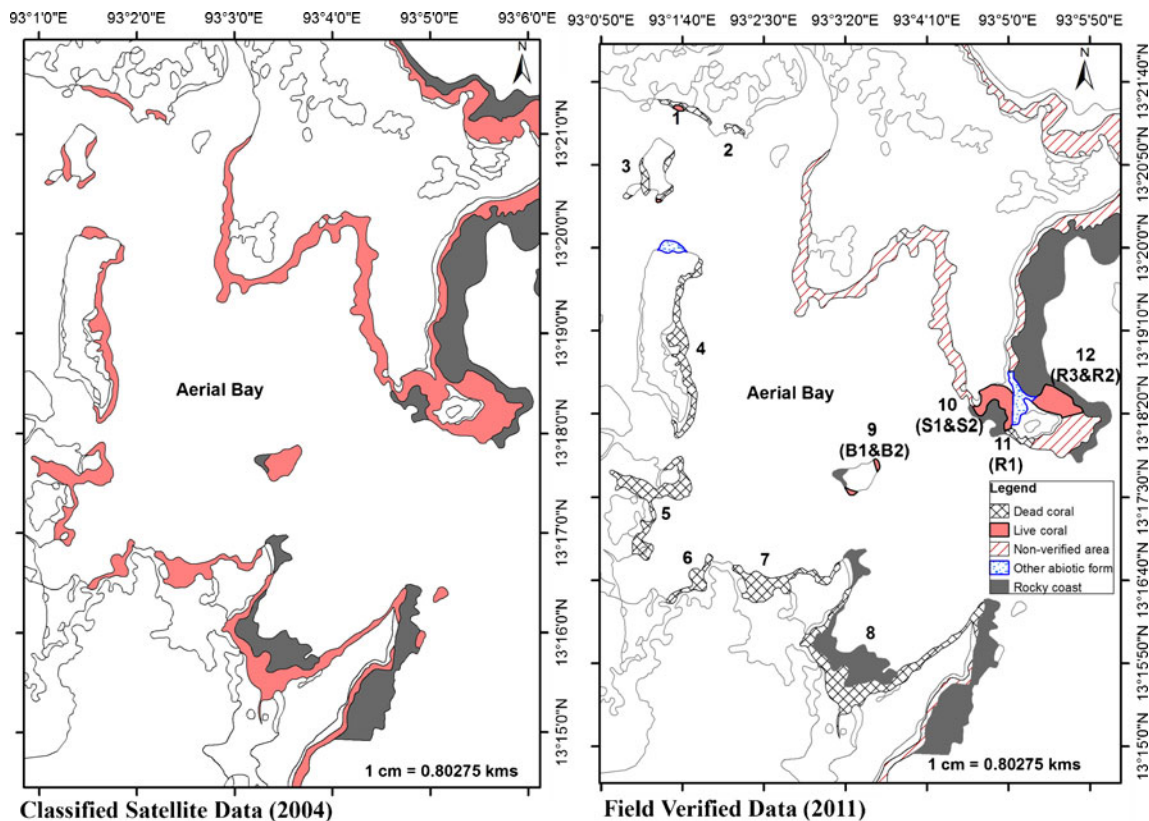 93°1'0"E 93°2'0"E 93°3'0"E 93°4'0"E 93°5'0"E 93°6'0"E
93°0'50"E 93°1'40"E 93°2'30"E 93°3'20"E 93°4'10"E 93°5'0"E 93°5'50"E
N
13°21'0"N
13°20'0"N
13°19'0"N
13°18'0"N
13°17'0"N
13°16'0"N
13°15'0"N
Aerial Bay
1 cm = 0.80275 kms
Classified Satellite Data (2004)
N
13°21'40"N
13°20'50"N
13°20'0"N
13°19'10"N
13°18'20"N
13°17'30"N
13°16'40"N
13°15'50"N
13°15'0"N
1
2
3
4
Aerial Bay
12
(R3&R2)
10
(S1&S2)
11
(R1)
9
(B1&B2)
5
6
7
8
Legend
Dead coral
Live coral
Non-verified area
Other abiotic form
Rocky coast
1 cm = 0.80275 kms
Field Verified Data (2011)